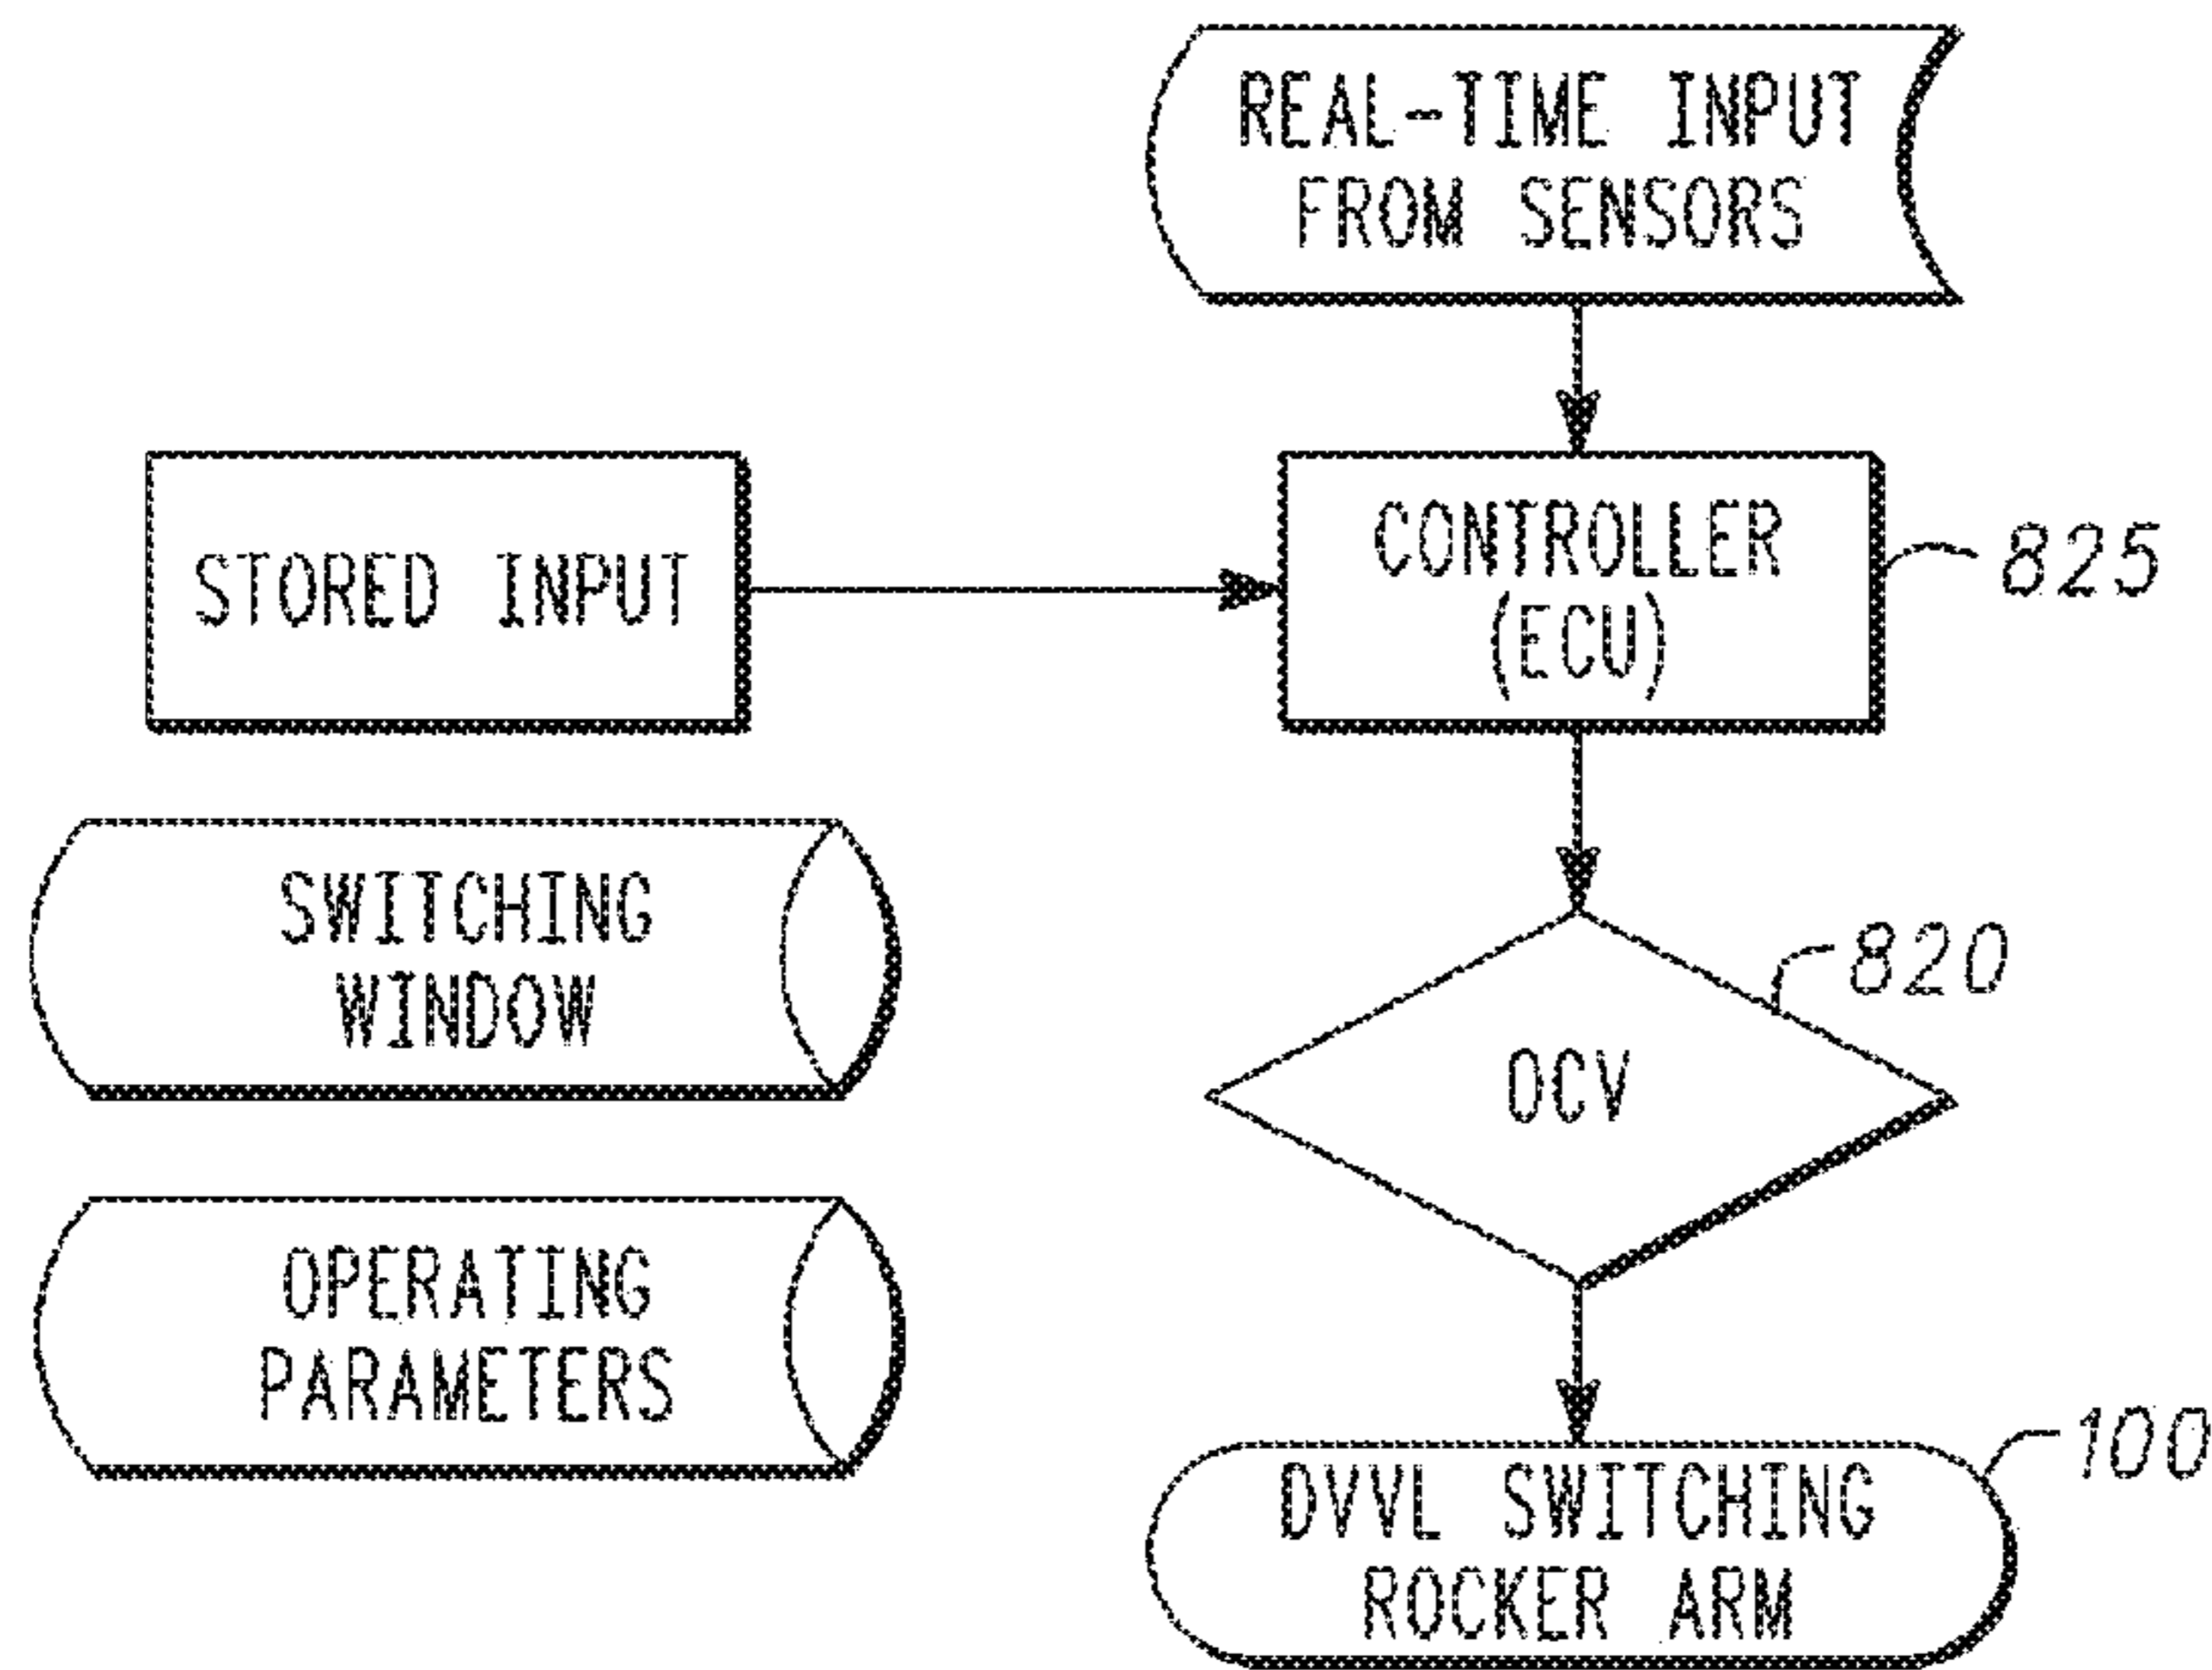 REAL-TIME INPUT
FROM SENSORS
STORED INPUT
CONTROLLER
(ECU)
825
SWITCHING
WINDOW
820
OCV
OPERATING
PARAMETERS
100
DVVL SWITCHING
ROCKER ARM